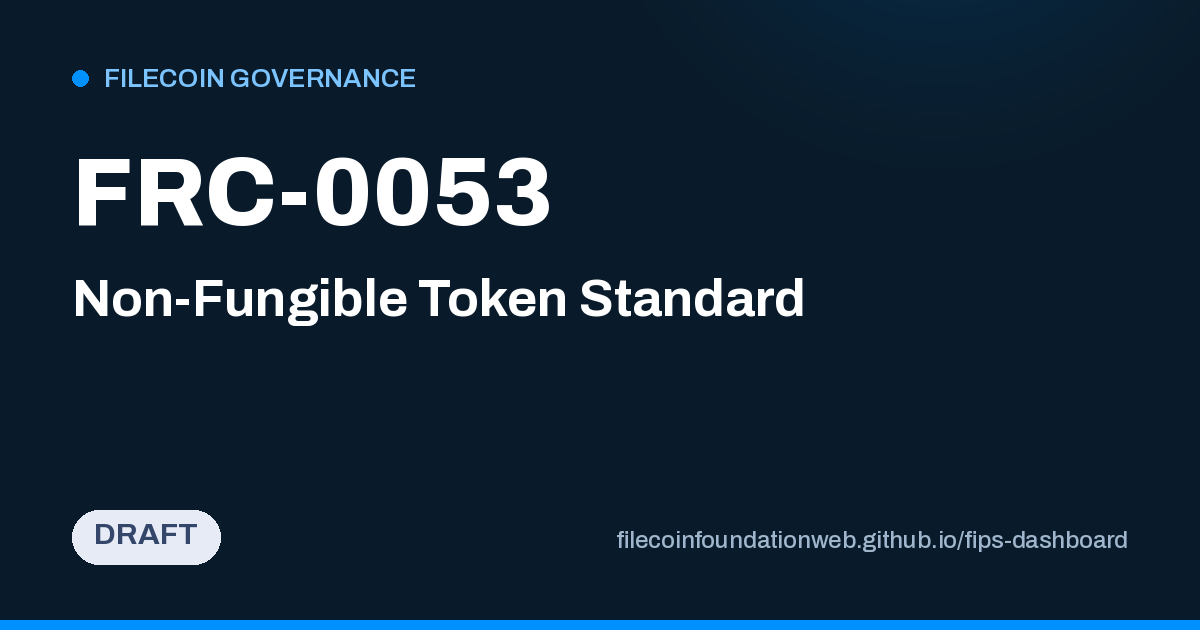 FILECOIN GOVERNANCE
FRC-0053
Non-Fungible Token Standard
DRAFT
filecoinfoundationweb.github.io/fips-dashboard